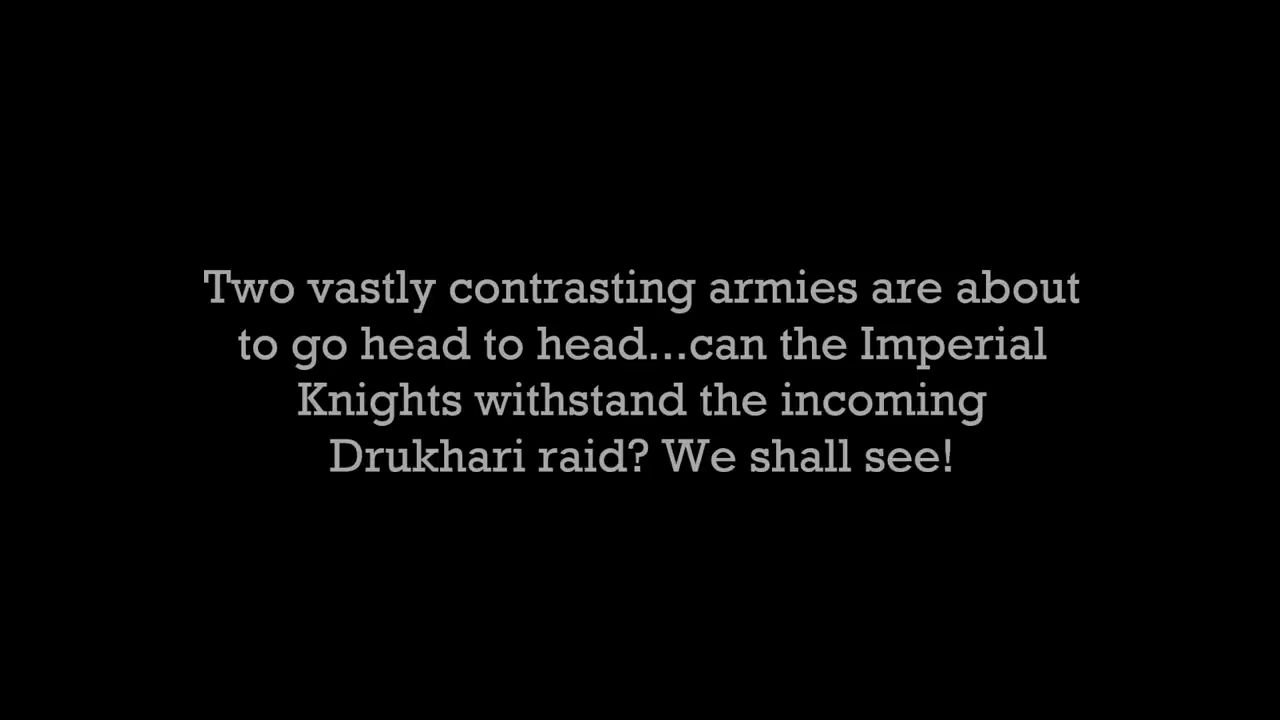 Two vastly contrasting armies are about
to go head to head...can the Imperial
Knights withstand the incoming
Drukhari raid? We shall see!